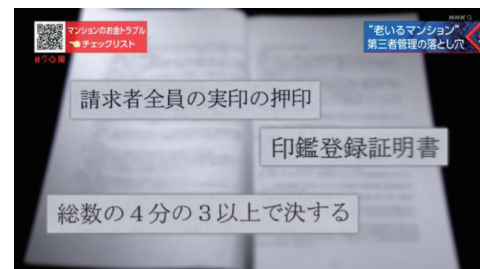 マンションのお金トラブル
チェックリスト
#クロ現
NHK G
"老いるマンション"
第三者管理の落とし穴
請求者全員の実印の押印
印鑑登録証明書
総数の4分の3以上で決する